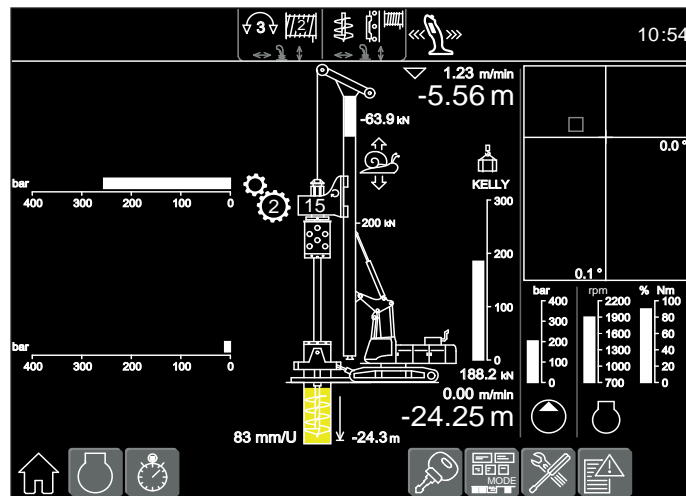 3 2
10:54
1.23 m/min
-5.56 m
-63.9 kN
0.0 °
KELLY
bar
400 300 200 100 0
2 15
300
200 kN
200
0.1 °
100
bar rpm % Nm
400 2200 100
300 1900 80
200 1600 60
1300 40
100 1000 20
0 700 0
bar
400 300 200 100 0
0
188.2 kN
0.00 m/min
-24.25 m
83 mm/U -24.3 m
MODE